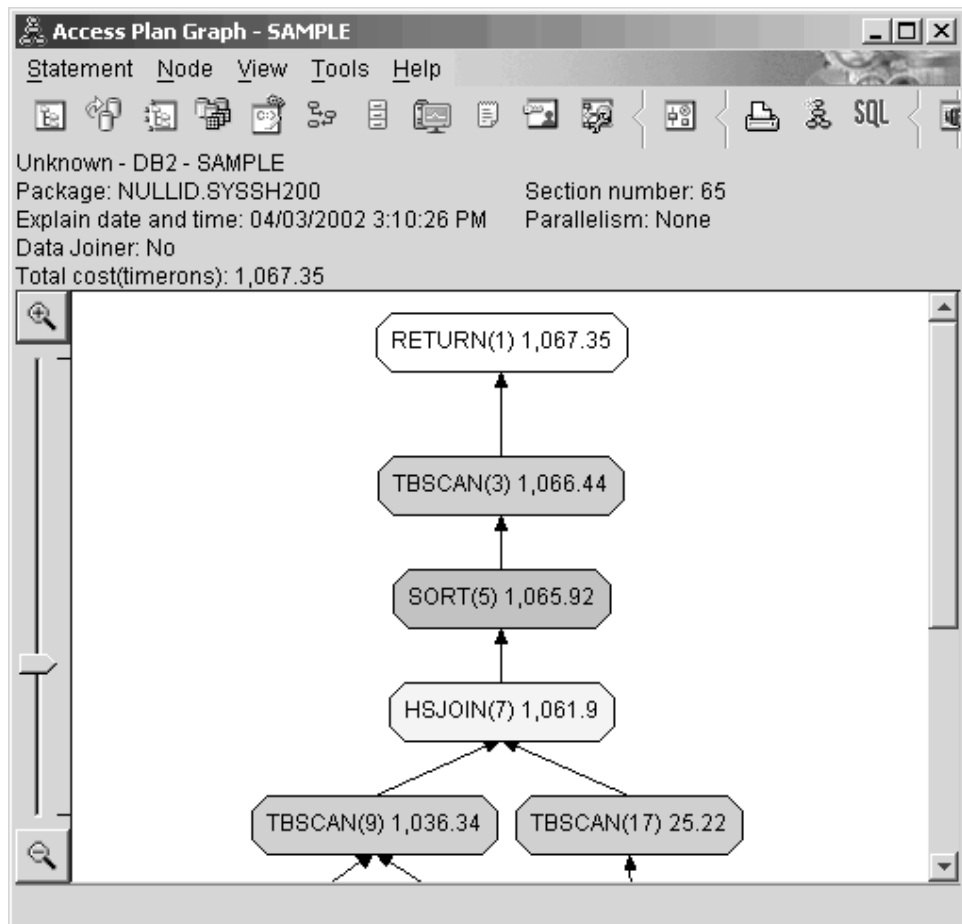 Access Plan Graph - SAMPLE
Statement Node View Tools Help
SQL
Unknown - DB2 - SAMPLE
Package: NULLID.SYSSH200 Section number: 65
Explain date and time: 04/03/2002 3:10:26 PM Parallelism: None
Data Joiner: No
Total cost(timerons): 1,067.35
RETURN(1) 1,067.35
TBSCAN(3) 1,066.44
SORT(5) 1,065.92
HSJOIN(7) 1,061.9
TBSCAN(9) 1,036.34 TBSCAN(17) 25.22